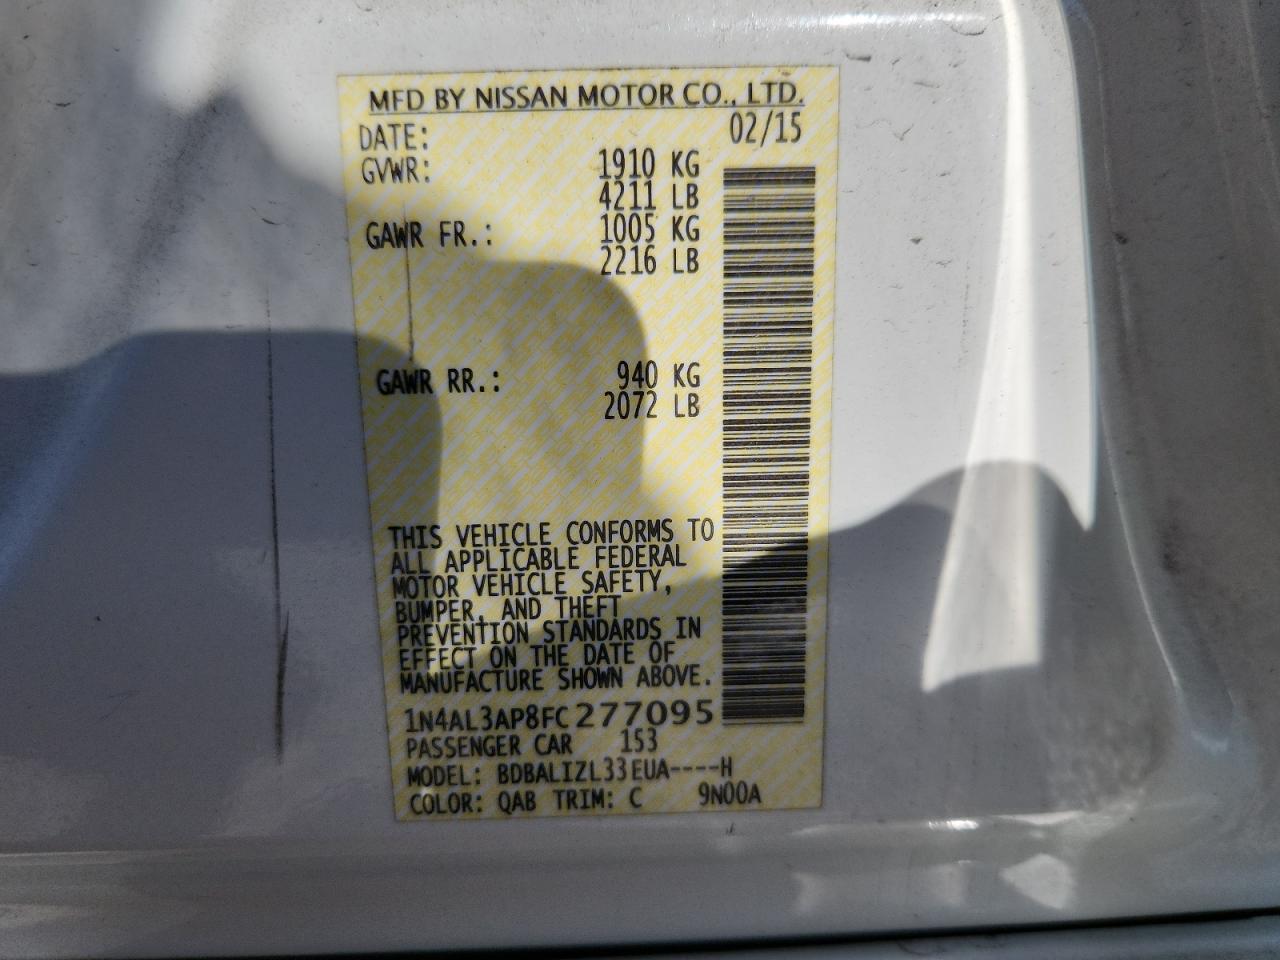 MFD BY NISSAN MOTOR CO., LTD.
DATE: 02/15
GVWR: 1910 KG
4211 LB
GAWR FR.: 1005 KG
2216 LB
GAWR RR.: 940 KG
2072 LB
THIS VEHICLE CONFORMS TO
ALL APPLICABLE FEDERAL
MOTOR VEHICLE SAFETY,
BUMPER, AND THEFT
PREVENTION STANDARDS IN
EFFECT ON THE DATE OF
MANUFACTURE SHOWN ABOVE.
1N4AL3AP8FC277095
PASSENGER CAR 153
MODEL: BDBALIZL33EUA----H
COLOR: QAB TRIM: C 9N00A